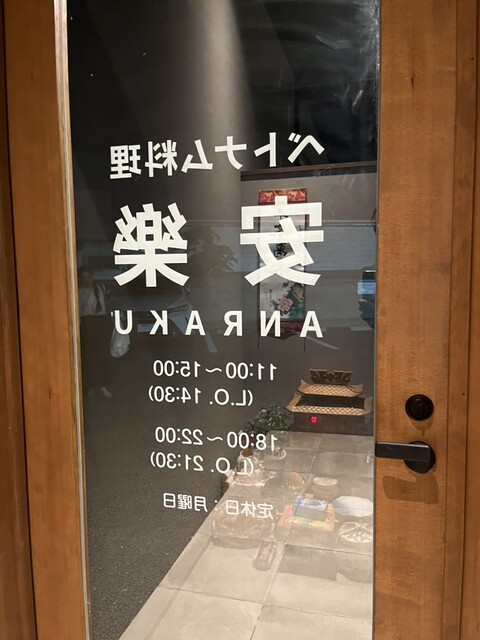 ベトナム料理
安樂
ANRAKU
11:00～15:00
(L.O. 14:30)
18:00～22:00
(L.O. 21:30)
定休日：月曜日